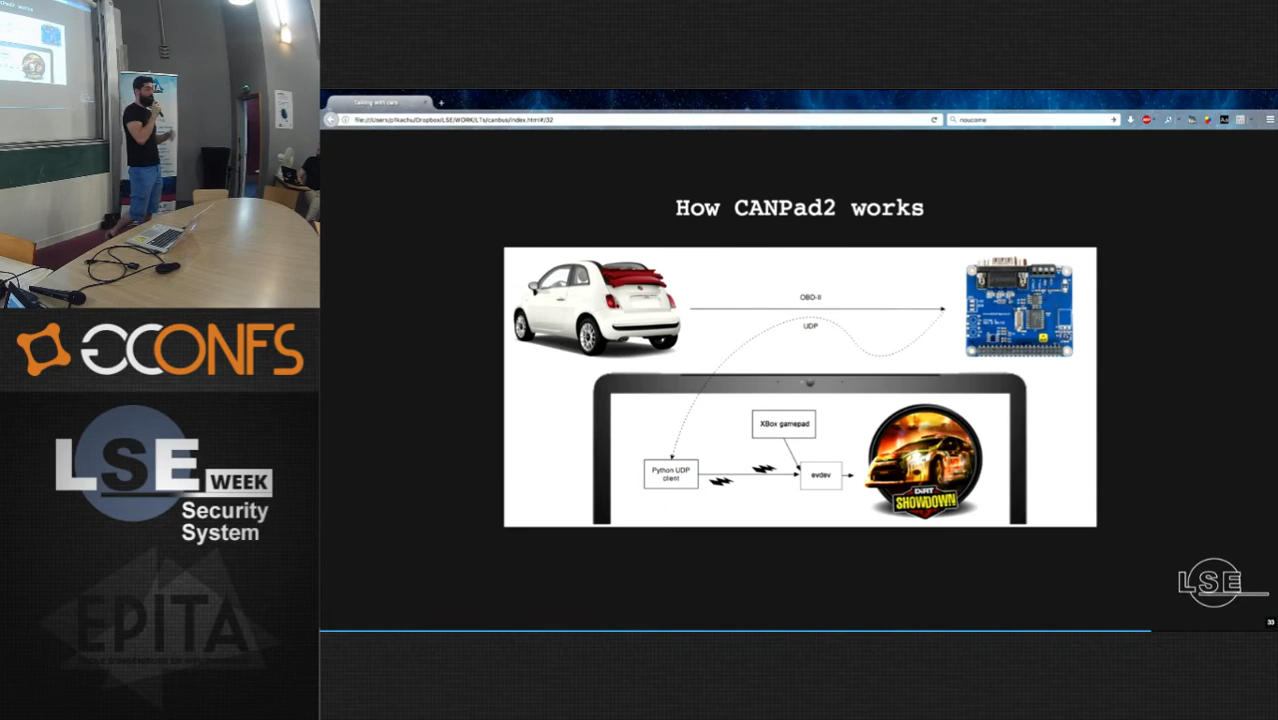 Talking with cars
file:///Users/pikachu/Dropbox/LSE/WORK/LTs/canbus/index.html#/32
noucome
How CANPad2 works
OBD-II
UDP
XBox gamepad
Python UDP
client
evdev
DiRT
SHOWDOWN
LSE
33
CONFS
LSE WEEK
Security
System
EPITA